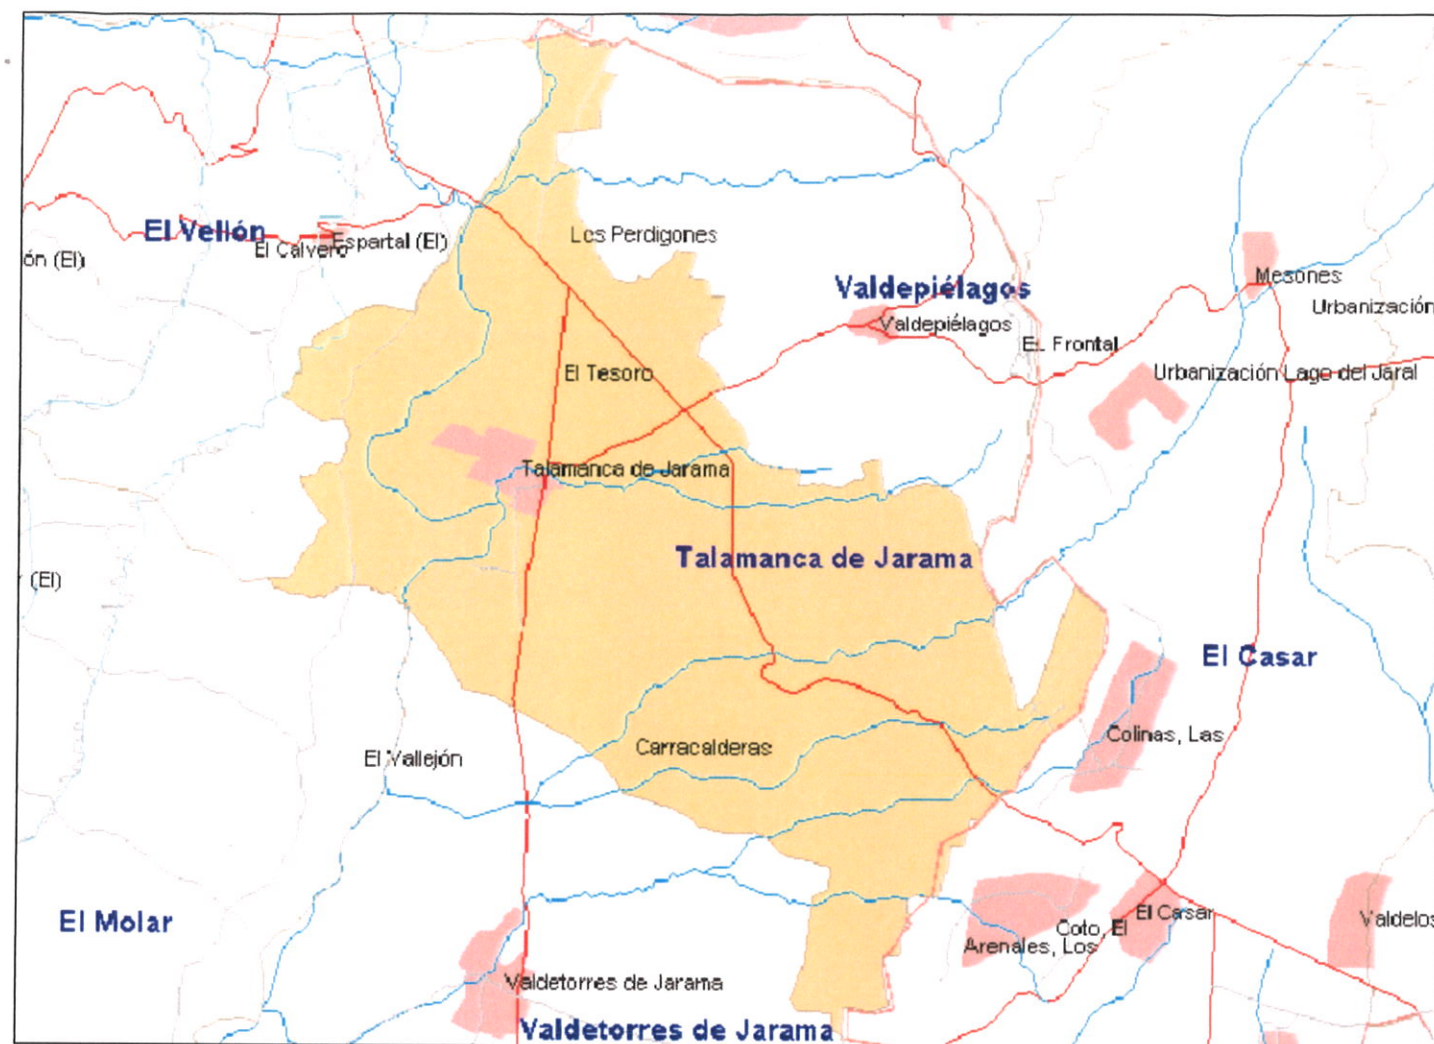 El Vellón
El Calvero
Espartal (El)
Los Perdigones
ón (El)
Valdepiélagos
Valdepiélagos
Mesones
Urbanización
El Frontal
El Tesoro
Urbanización Lago del Jaral
Talamanca de Jarama
Talamanca de Jarama
(El)
El Casar
Colinas, Las
Carracalderas
El Vallejón
El Molar
El Casar
Coto, El
Valdelos
Arenales, Los
Valdetorres de Jarama
Valdetorres de Jarama